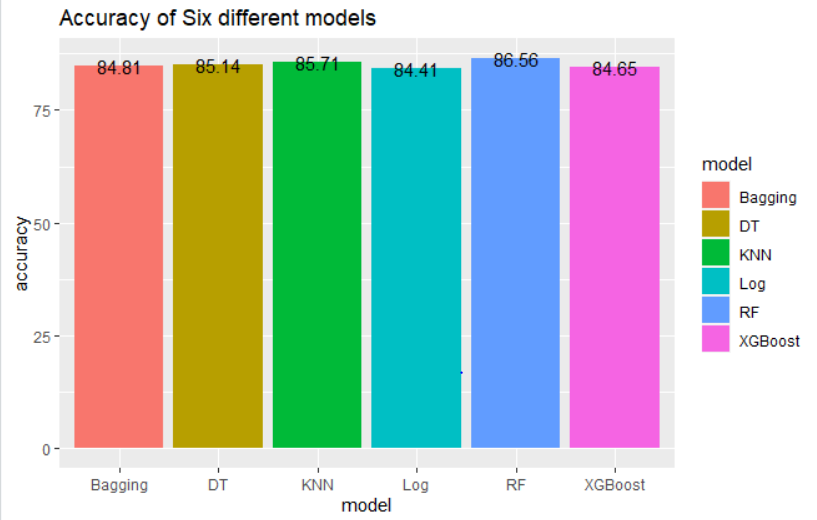 Accuracy of Six different models
84.81 85.14 85.71 84.41 86.56 84.65
75
50
25
0
accuracy
Bagging DT KNN Log RF XGBoost
model
model
Bagging
DT
KNN
Log
RF
XGBoost